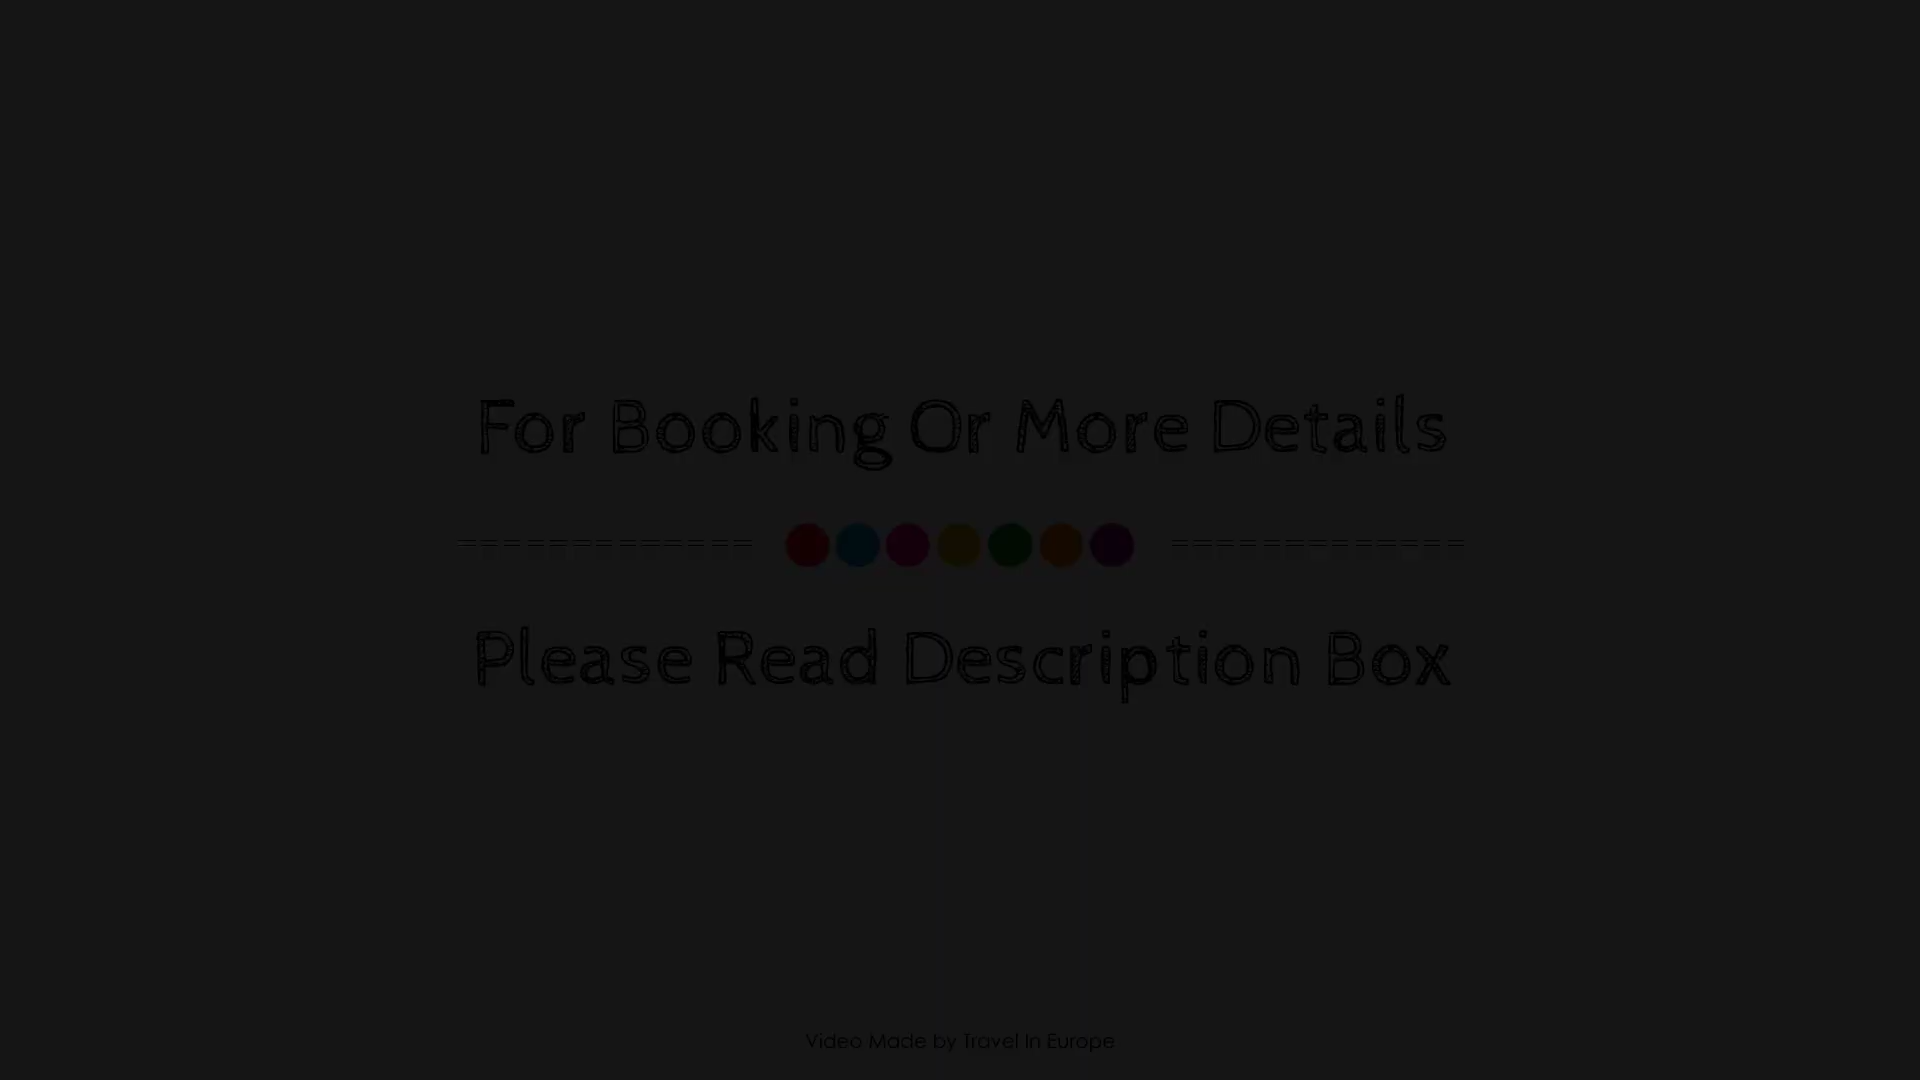 For Booking Or More Details
============= =============
Please Read Description Box
Video Made by Travel In Europe